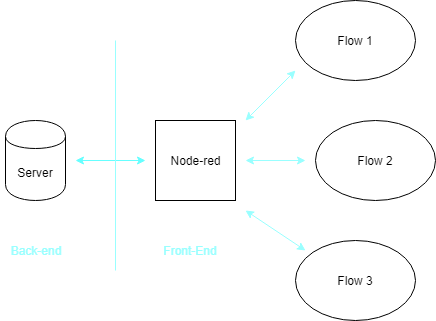 Flow 1
Server
Node-red
Flow 2
Back-end
Front-End
Flow 3